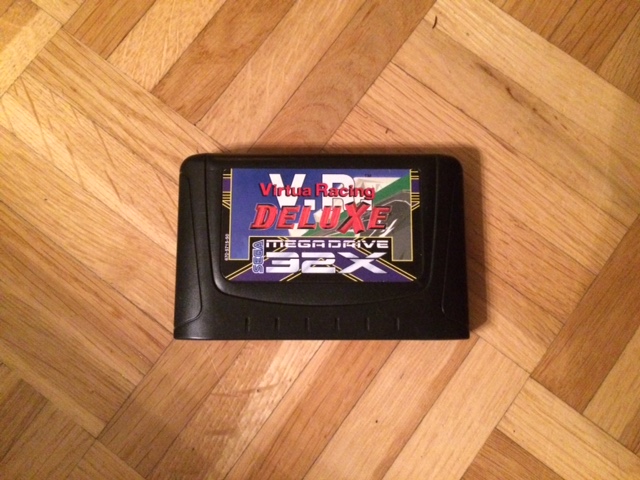 V.R.
Virtua Racing
DELUXE
SEGA
MEGA DRIVE
32X